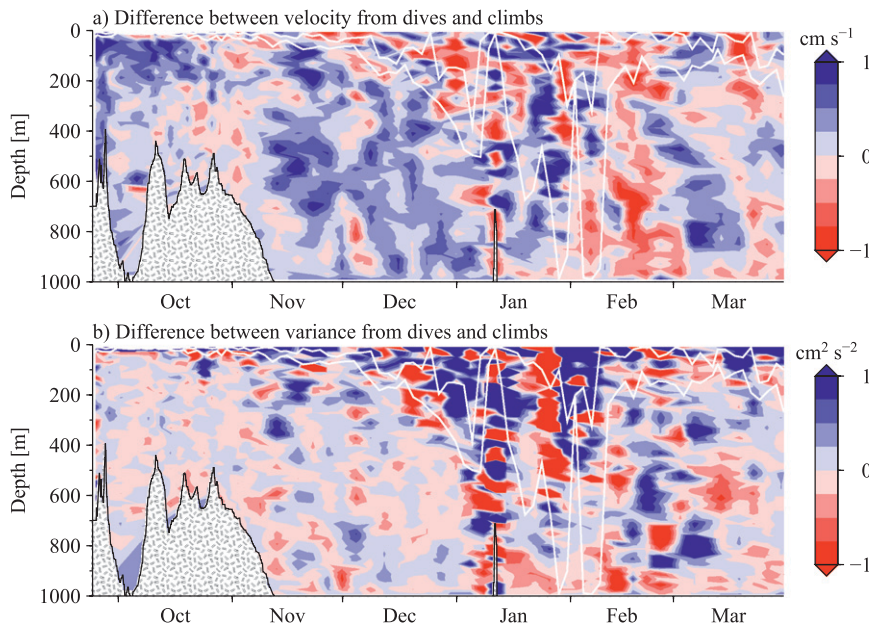 a) Difference between velocity from dives and climbs
cm s⁻¹
0
200
400
600
800
1000
Depth [m]
1
0
−1
Oct Nov Dec Jan Feb Mar
b) Difference between variance from dives and climbs
cm² s⁻²
0
200
400
600
800
1000
Depth [m]
1
0
−1
Oct Nov Dec Jan Feb Mar